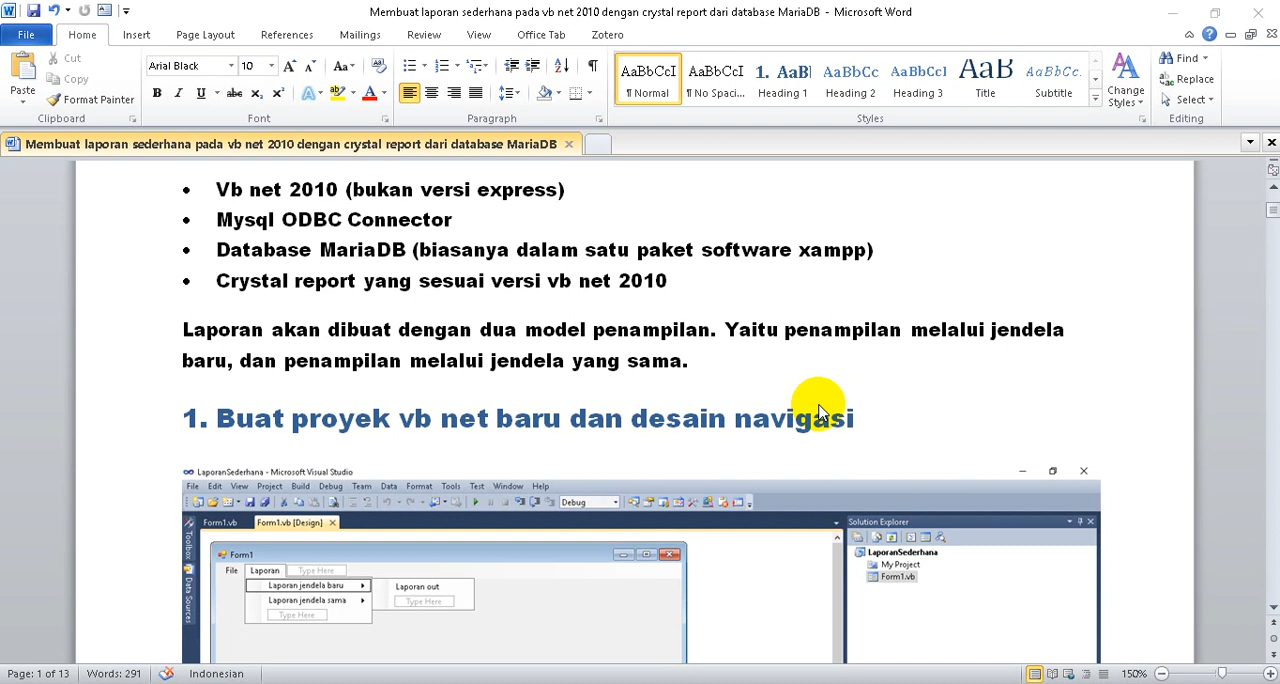 Membuat laporan sederhana pada vb net 2010 dengan crystal report dari database MariaDB - Microsoft Word
File Home Insert Page Layout References Mailings Review View Office Tab Zotero
Paste
Cut
Copy
Format Painter
Clipboard
Arial Black 10
Font
Paragraph
AaBbCcI AaBbCcI 1. AaBl AaBbCc AaBbCcl AaB AaBbCc.
¶ Normal ¶ No Spac... Heading 1 Heading 2 Heading 3 Title Subtitle
Change Styles
Styles
Find
Replace
Select
Editing
Membuat laporan sederhana pada vb net 2010 dengan crystal report dari database MariaDB
• Vb net 2010 (bukan versi express)
• Mysql ODBC Connector
• Database MariaDB (biasanya dalam satu paket software xampp)
• Crystal report yang sesuai versi vb net 2010
Laporan akan dibuat dengan dua model penampilan. Yaitu penampilan melalui jendela
baru, dan penampilan melalui jendela yang sama.
1. Buat proyek vb net baru dan desain navigasi
LaporanSederhana - Microsoft Visual Studio
File Edit View Project Build Debug Team Data Format Tools Test Window Help
Debug
Form1.vb Form1.vb [Design]
Solution Explorer
Toolbox
Data Sources
Form1
File Laporan Type Here
Laporan jendela baru Laporan out
Laporan jendela sama Type Here
Type Here
LaporanSederhana
My Project
Form1.vb
Page: 1 of 13 Words: 291 Indonesian 150%